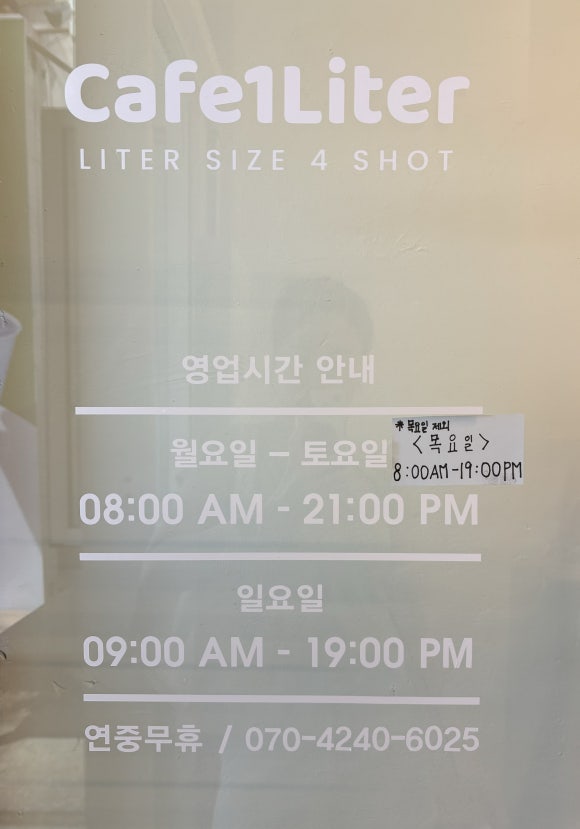 Cafe1Liter
LITER SIZE 4 SHOT
영업시간 안내
월요일 – 토요일
* 목요일 제외
<목요일>
8:00AM-19:00PM
08:00 AM - 21:00 PM
일요일
09:00 AM - 19:00 PM
연중무휴 / 070-4240-6025